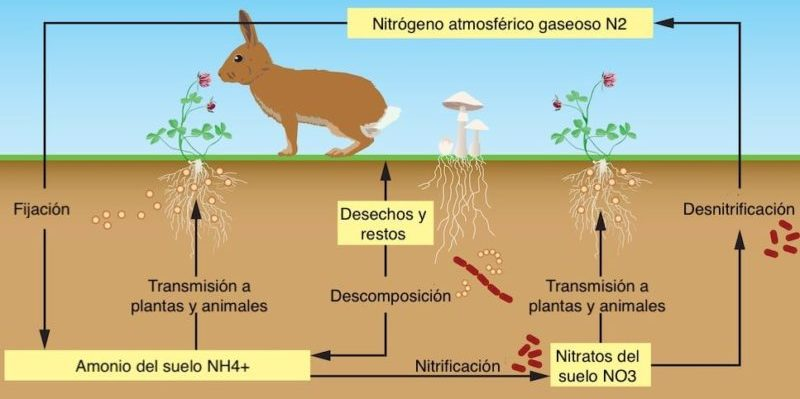 Nitrógeno atmosférico gaseoso N2
Fijación
Desechos y
restos
Desnitrificación
Transmisión a
plantas y animales
Descomposición
Transmisión a
plantas y animales
Amonio del suelo NH4+
Nitrificación
Nitratos del
suelo NO3